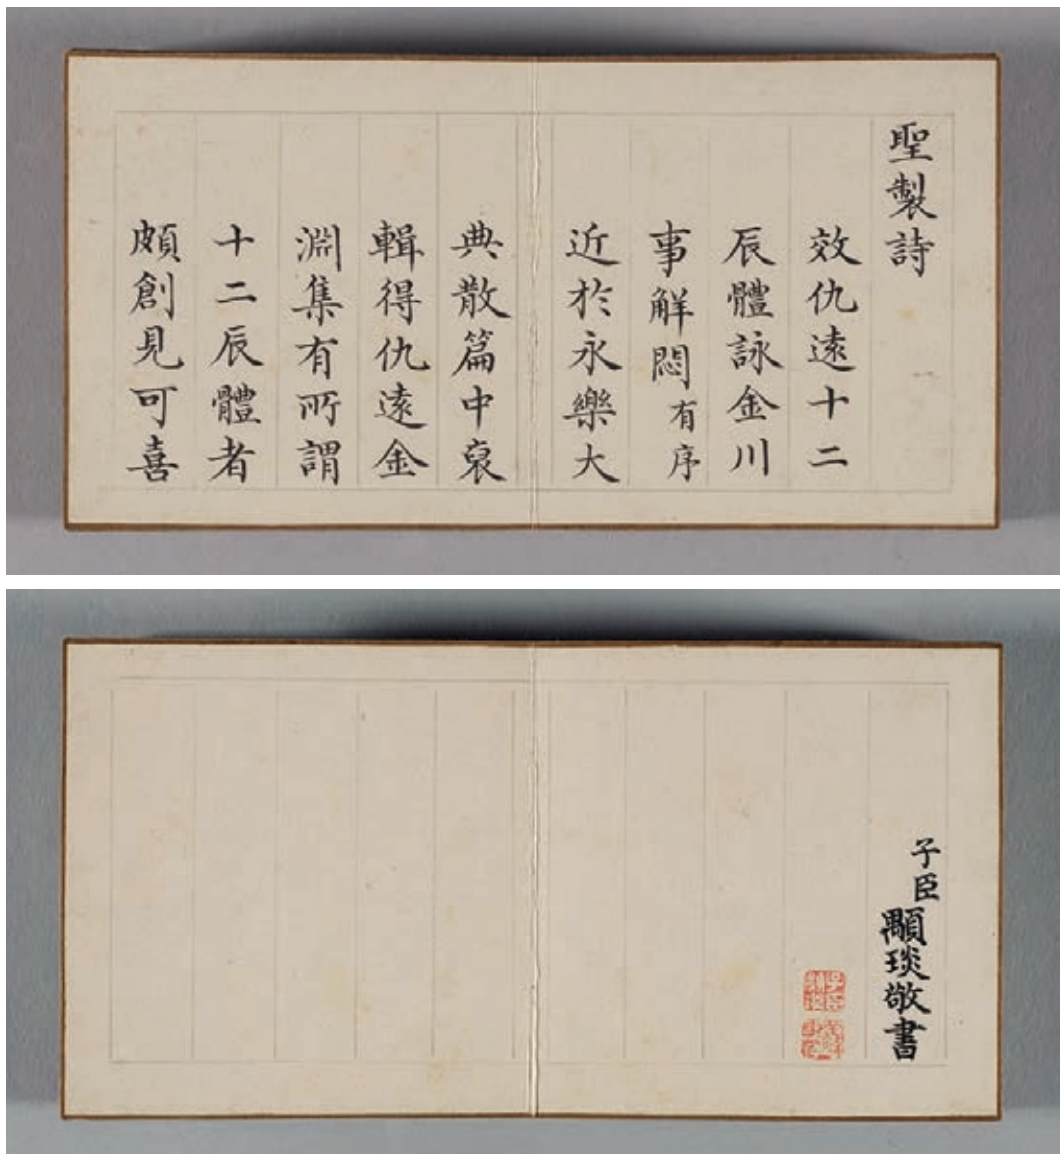 聖製詩
效仇遠十二
辰體詠金川
事解悶有序
近於永樂大
典散篇中裒
輯得仇遠金
淵集有所謂
十二辰體者
頗創見可喜
子臣
顒琰敬書